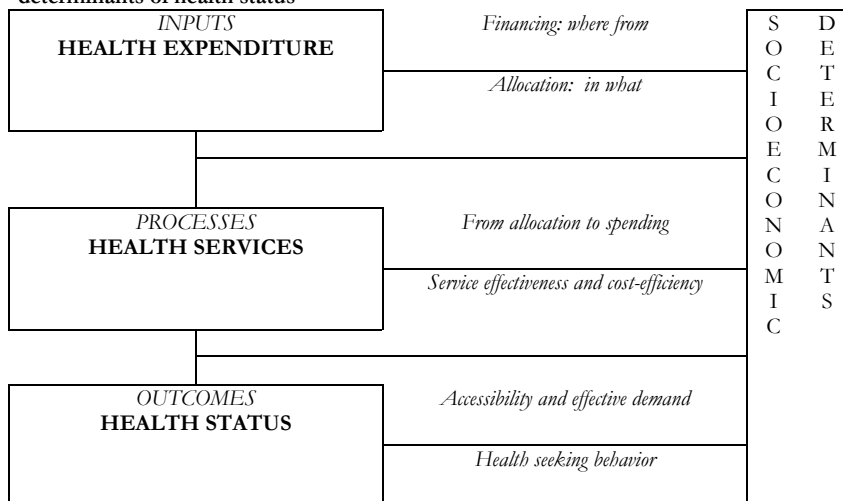 determinants of health status
INPUTS
HEALTH EXPENDITURE
Financing: where from
Allocation: in what
PROCESSES
HEALTH SERVICES
From allocation to spending
Service effectiveness and cost-efficiency
OUTCOMES
HEALTH STATUS
Accessibility and effective demand
Health seeking behavior
SOCIOECONOMIC
DETERMINANTS